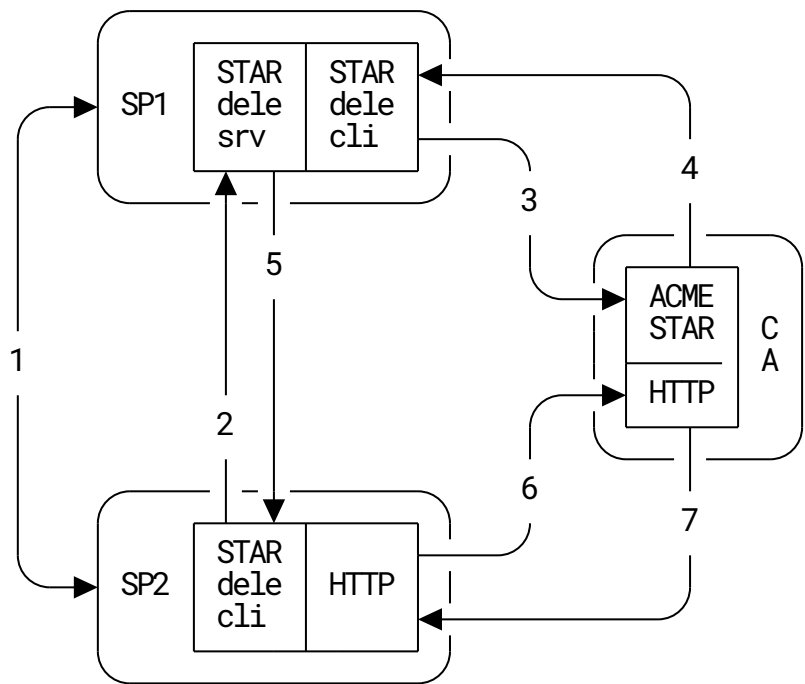 STAR
dele
srv
STAR
dele
cli
SP1
4
3
5
ACME
STAR
C
A
1
HTTP
2
6
7
STAR
dele
cli
SP2
HTTP